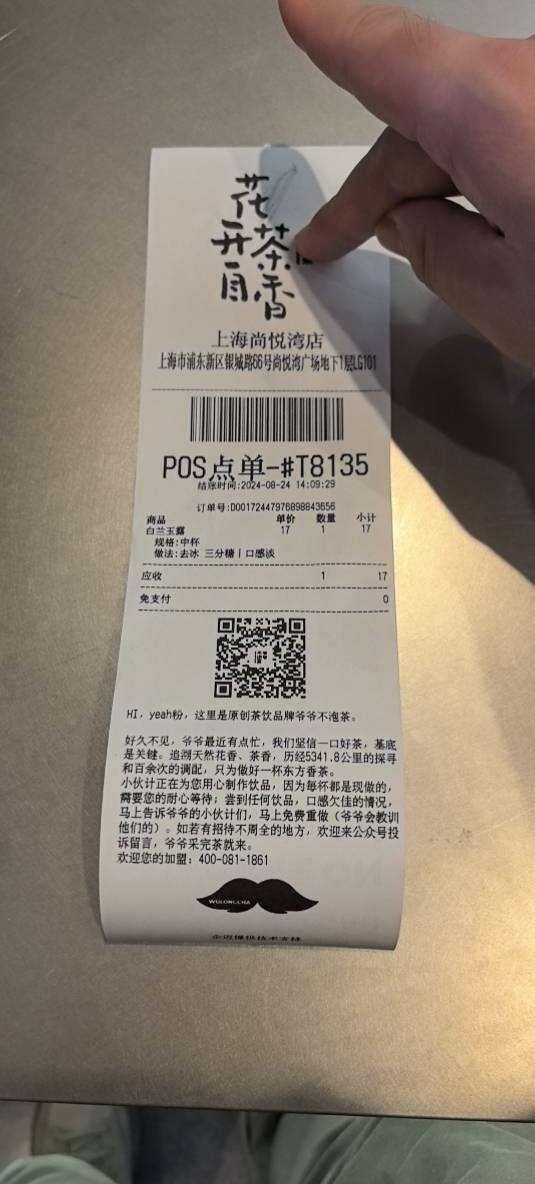 花
开茶
自香
上海尚悦湾店
上海市浦东新区银城路66号尚悦湾广场地下1层LG101
POS点单-#T8135
结账时间:2024-08-24 14:09:29
订单号:D00172447976898843656
商品 单价 数量 小计
白兰玉露 17 1 17
规格:中杯
做法:去冰 三分糖|口感淡
应收 1 17
免支付 0
HI，yeah粉，这里是原创茶饮品牌爷爷不泡茶。
好久不见，爷爷最近有点忙，我们坚信一口好茶，基底
是关键。追溯天然花香、茶香，历经5341.8公里的探寻
和百余次的调配，只为做好一杯东方香茶。
小伙计正在为您用心制作饮品，因为每杯都是现做的，
需要您的耐心等待；尝到任何饮品，口感欠佳的情况，
马上告诉爷爷的小伙计们，马上免费重做（爷爷会教训
他们的）。如若有招待不周全的地方，欢迎来公众号投
诉留言，爷爷采完茶就来。
欢迎您的加盟：400-081-1861
WULONGCHA